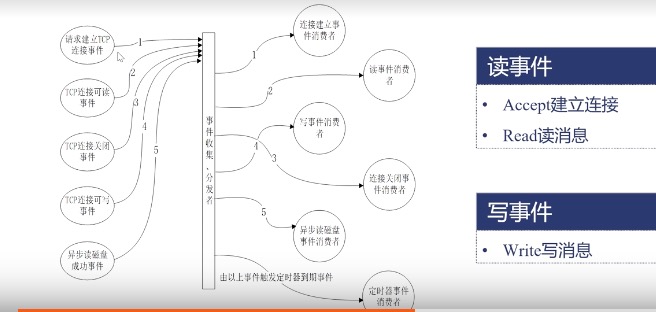 请求建立TCP
连接事件
TCP连接可读
事件
TCP连接关闭
事件
TCP连接可写
事件
异步读磁盘
成功事件
1
2
3
4
5
事件收集、分发者
1
2
4
3
5
由以上事件触发定时器到期事件
连接建立事
件消费者
读事件消费
者
写事件消费
者
连接关闭事
件消费者
异步读磁盘
事件消费者
定时器事件
消费者
读事件
• Accept建立连接
• Read读消息
写事件
• Write写消息